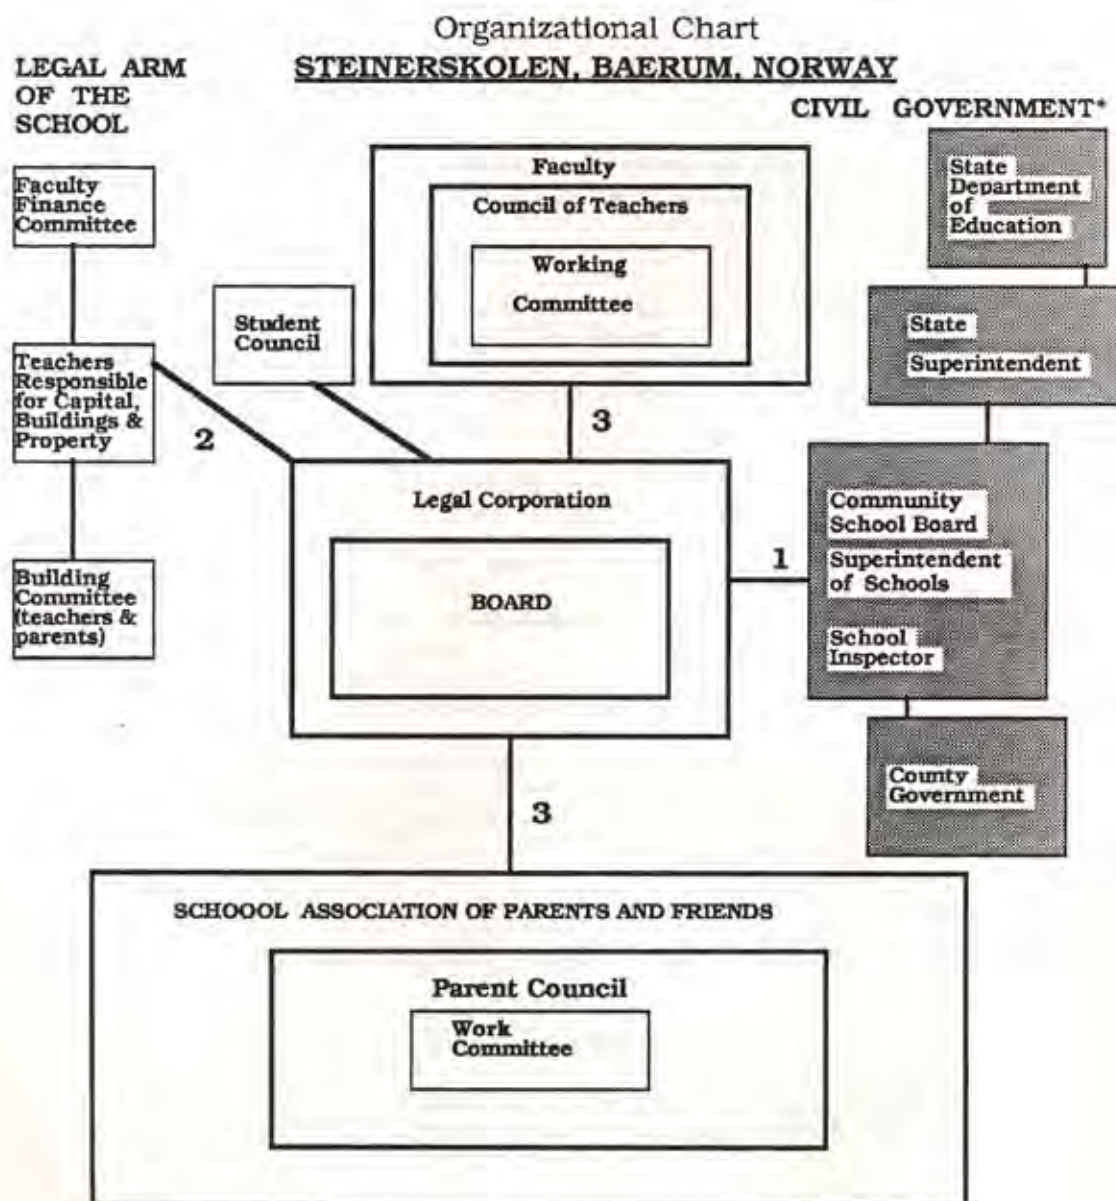 Organizational Chart
STEINERSKOLEN, BAERUM, NORWAY
LEGAL ARM
OF THE
SCHOOL
CIVIL GOVERNMENT*
Faculty
Finance
Committee
Teachers
Responsible
for Capital,
Buildings &
Property
Building
Committee
(teachers &
parents)
2
Student
Council
Faculty
Council of Teachers
Working
Committee
3
Legal Corporation
BOARD
1
State
Department
of
Education
State
Superintendent
Community
School Board
Superintendent
of Schools
School
Inspector
County
Government
3
SCHOOOL ASSOCIATION OF PARENTS AND FRIENDS
Parent Council
Work
Committee